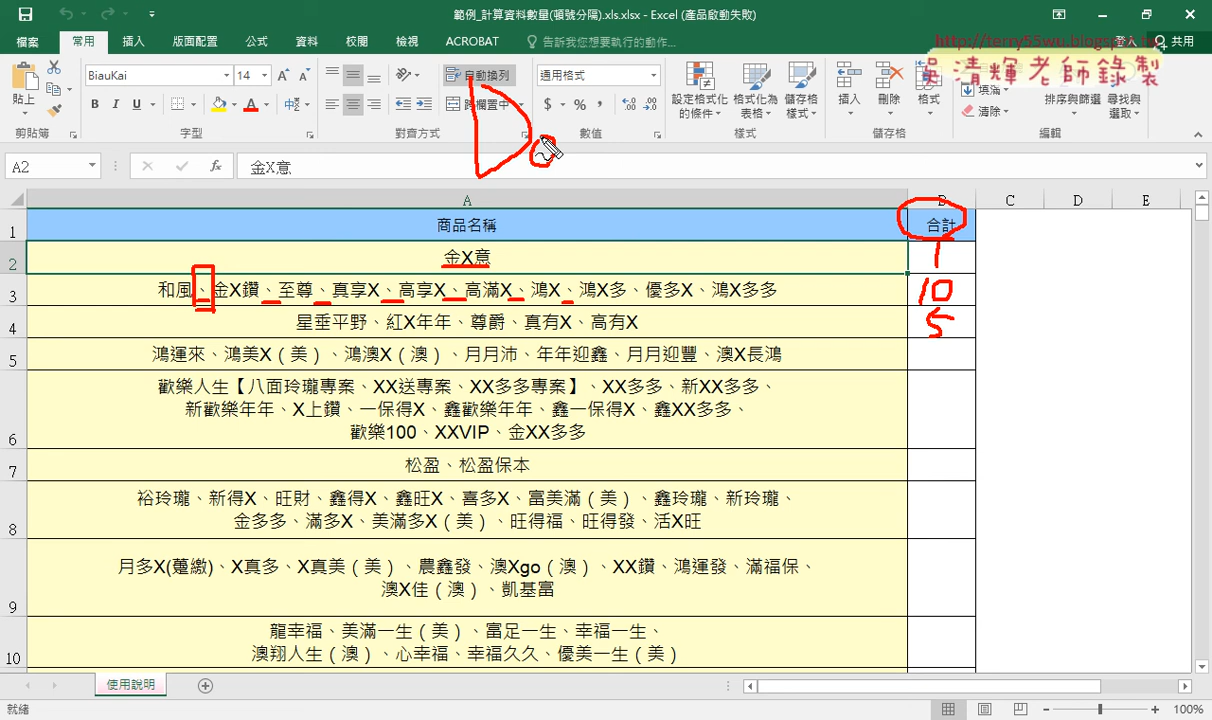 範例_計算資料數量(頓號分隔).xls.xlsx - Excel (產品啟動失敗)
檔案 常用 插入 版面配置 公式 資料 校閱 檢視 ACROBAT 告訴我您想要執行的動作... 登入 共用
http://terry55wu.blogspot.tw
吳清輝老師錄製
貼上 BiauKai 14 自動換列 通用格式 設定格式化的條件 格式化為表格 儲存格樣式 插入 刪除 格式 填滿 清除 排序與篩選 尋找與選取
B I U A 中 跨欄置中 $ % ,
剪貼簿 字型 對齊方式 數值 樣式 儲存格 編輯
A2 fx 金X意
A B C D E
1 商品名稱 合計
2 金X意 1
3 和風、金X鑽、至尊、真享X、高享X、高滿X、鴻X、鴻X多、優多X、鴻X多多 10
4 星垂平野、紅X年年、尊爵、真有X、高有X 5
5 鴻運來、鴻美X（美）、鴻澳X（澳）、月月沛、年年迎鑫、月月迎豐、澳X長鴻
歡樂人生【八面玲瓏專案、XX送專案、XX多多專案】、XX多多、新XX多多、
新歡樂年年、X上鑽、一保得X、鑫歡樂年年、鑫一保得X、鑫XX多多、
6 歡樂100、XXVIP、金XX多多
7 松盈、松盈保本
裕玲瓏、新得X、旺財、鑫得X、鑫旺X、喜多X、富美滿（美）、鑫玲瓏、新玲瓏、
8 金多多、滿多X、美滿多X（美）、旺得福、旺得發、活X旺
月多X(躉繳)、X真多、X真美（美）、農鑫發、澳Xgo（澳）、XX鑽、鴻運發、滿福保、
9 澳X佳（澳）、凱基富
龍幸福、美滿一生（美）、富足一生、幸福一生、
10 澳翔人生（澳）、心幸福、幸福久久、優美一生（美）
使用說明
就緒 100%